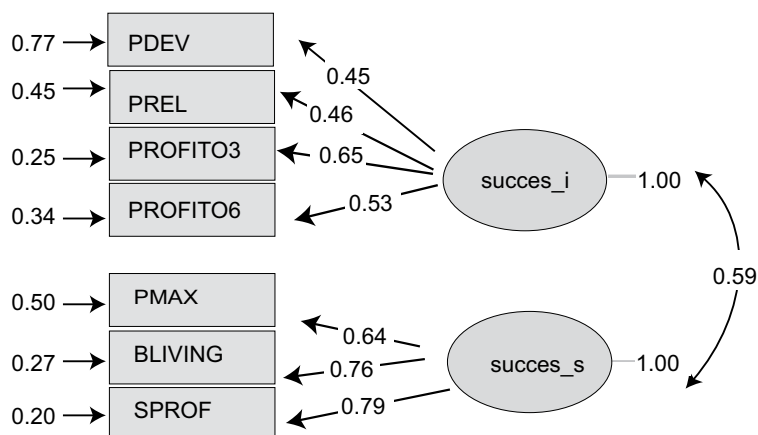 0.77 PDEV
0.45
0.45 PREL
0.46
0.25 PROFITO3
0.65
succes_i 1.00
0.34 PROFITO6
0.53
0.59
0.50 PMAX
0.64
0.27 BLIVING
0.76
succes_s 1.00
0.20 SPROF
0.79